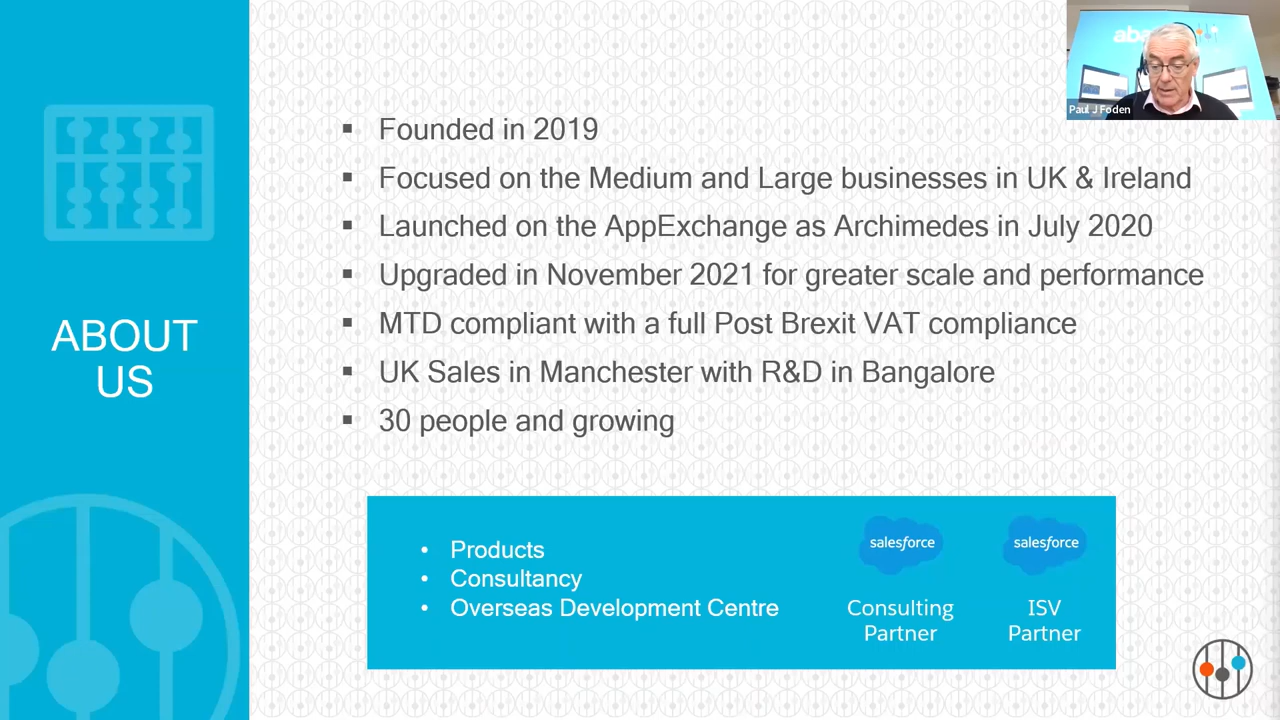 Paul J Foden
ABOUT
US
▪ Founded in 2019
▪ Focused on the Medium and Large businesses in UK & Ireland
▪ Launched on the AppExchange as Archimedes in July 2020
▪ Upgraded in November 2021 for greater scale and performance
▪ MTD compliant with a full Post Brexit VAT compliance
▪ UK Sales in Manchester with R&D in Bangalore
▪ 30 people and growing
• Products
• Consultancy
• Overseas Development Centre
salesforce
Consulting
Partner
salesforce
ISV
Partner